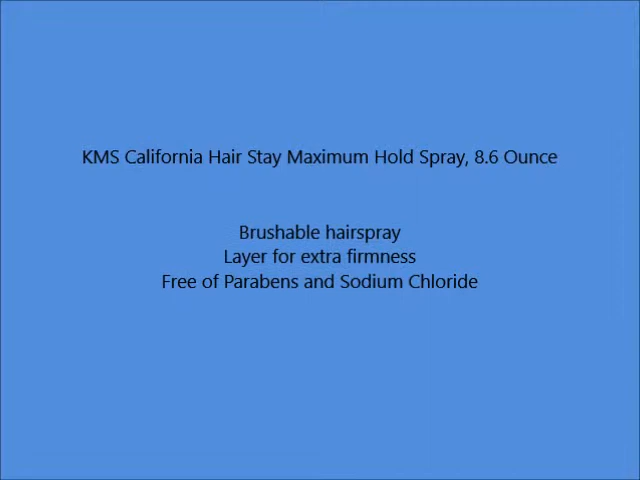 KMS California Hair Stay Maximum Hold Spray, 8.6 Ounce
Brushable hairspray
Layer for extra firmness
Free of Parabens and Sodium Chloride